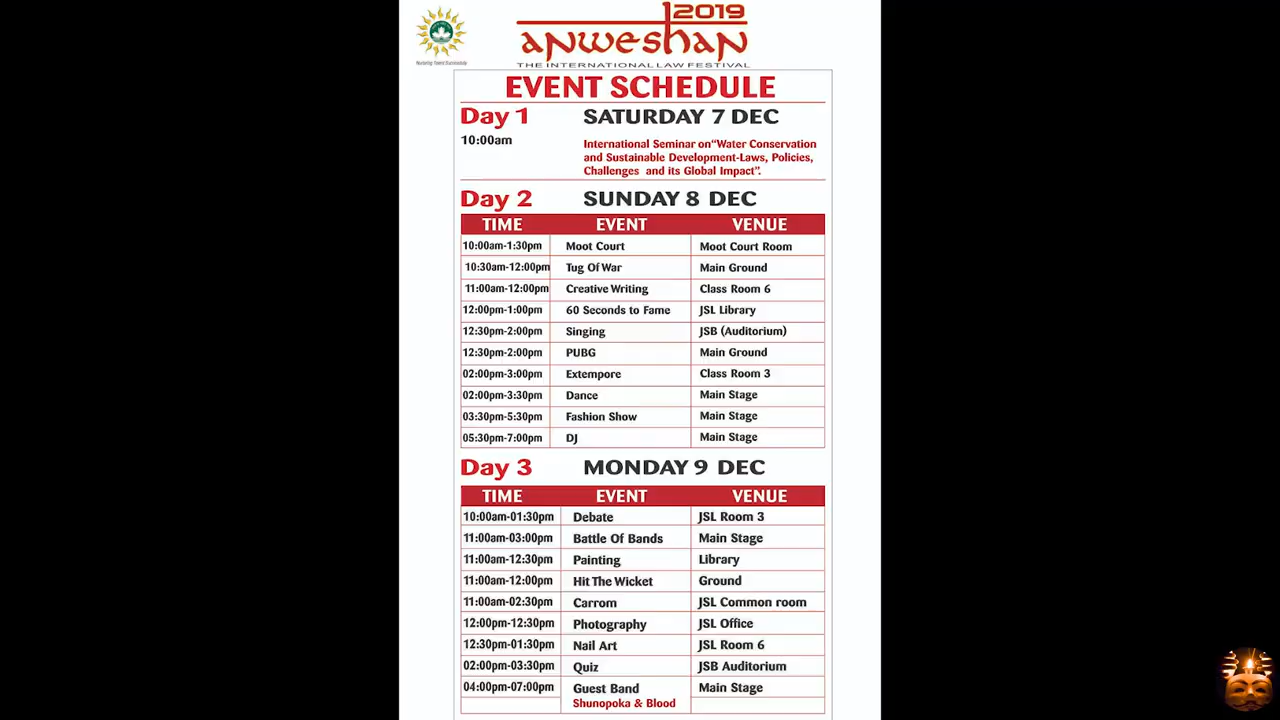 2019
anweshan
THE INTERNATIONAL LAW FESTIVAL
Nurturing Talent Successfully
EVENT SCHEDULE
Day 1 SATURDAY 7 DEC
10:00am International Seminar on“Water Conservation
and Sustainable Development-Laws, Policies,
Challenges and its Global Impact”.
Day 2 SUNDAY 8 DEC
TIME EVENT VENUE
10:00am-1:30pm Moot Court Moot Court Room
10:30am-12:00pm Tug Of War Main Ground
11:00am-12:00pm Creative Writing Class Room 6
12:00pm-1:00pm 60 Seconds to Fame JSL Library
12:30pm-2:00pm Singing JSB (Auditorium)
12:30pm-2:00pm PUBG Main Ground
02:00pm-3:00pm Extempore Class Room 3
02:00pm-3:30pm Dance Main Stage
03:30pm-5:30pm Fashion Show Main Stage
05:30pm-7:00pm DJ Main Stage
Day 3 MONDAY 9 DEC
TIME EVENT VENUE
10:00am-01:30pm Debate JSL Room 3
11:00am-03:00pm Battle Of Bands Main Stage
11:00am-12:30pm Painting Library
11:00am-12:00pm Hit The Wicket Ground
11:00am-02:30pm Carrom JSL Common room
12:00pm-12:30pm Photography JSL Office
12:30pm-01:30pm Nail Art JSL Room 6
02:00pm-03:30pm Quiz JSB Auditorium
04:00pm-07:00pm Guest Band Main Stage
Shunopoka & Blood